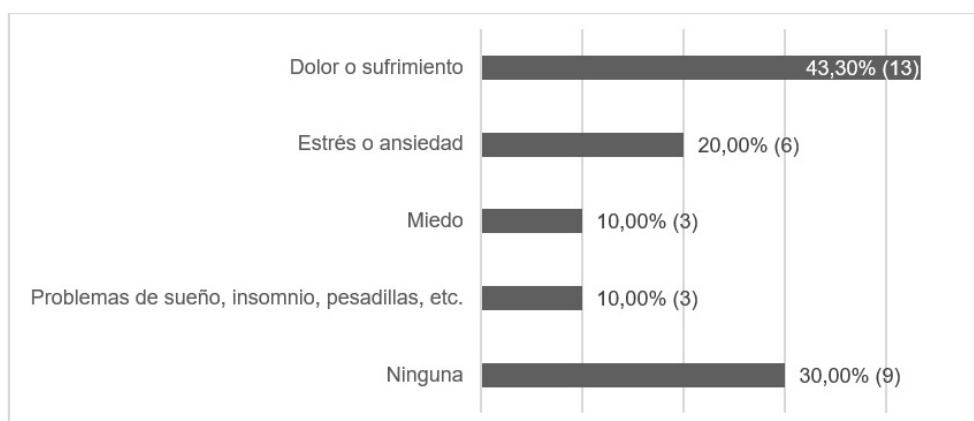 Dolor o sufrimiento 43,30% (13)
Estrés o ansiedad 20,00% (6)
Miedo 10,00% (3)
Problemas de sueño, insomnio, pesadillas, etc. 10,00% (3)
Ninguna 30,00% (9)